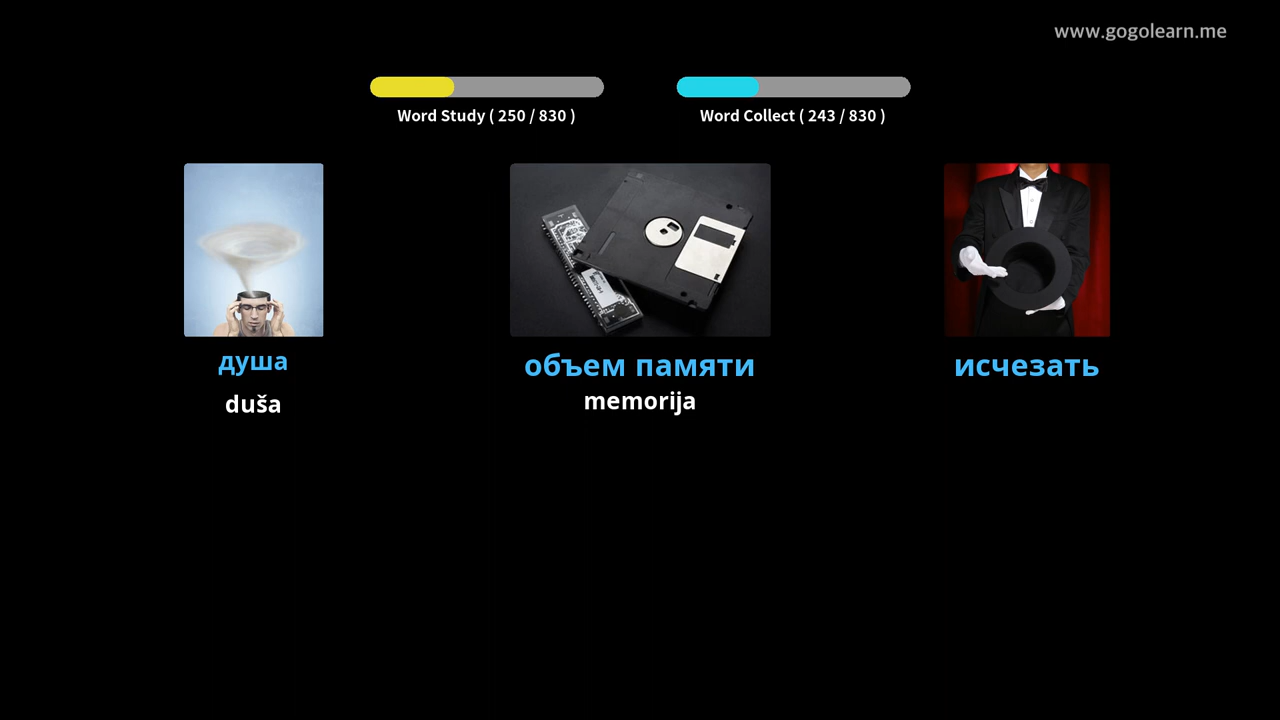 www.gogolearn.me
Word Study ( 250 / 830 )
Word Collect ( 243 / 830 )
душа
duša
объем памяти
memorija
исчезать